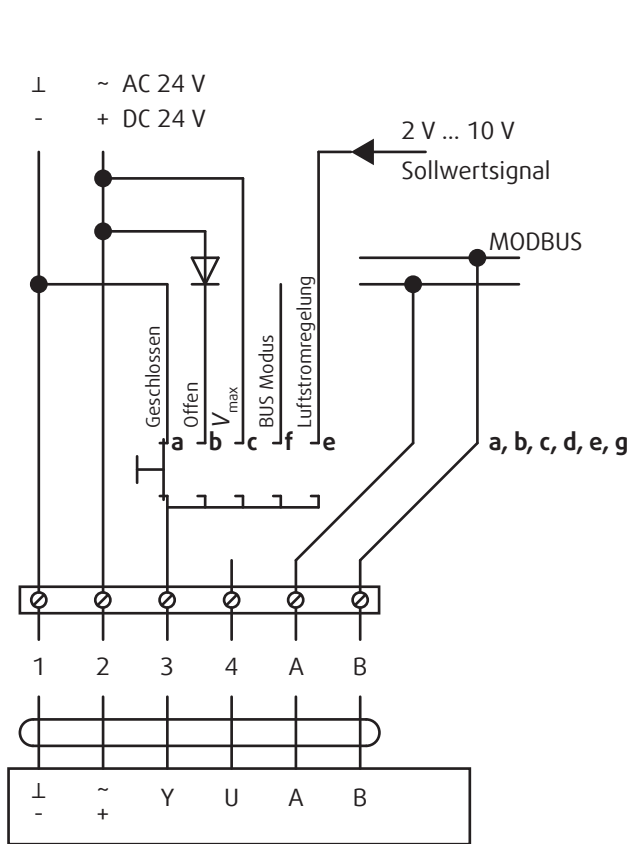 ⊥ ~ AC 24 V
- + DC 24 V
2 V ... 10 V
Sollwertsignal
MODBUS
Geschlossen
Offen
Vmax
BUS Modus
Luftstromregelung
a b c f e
a, b, c, d, e, g
1 2 3 4 A B
⊥ ~ Y U A B
- +